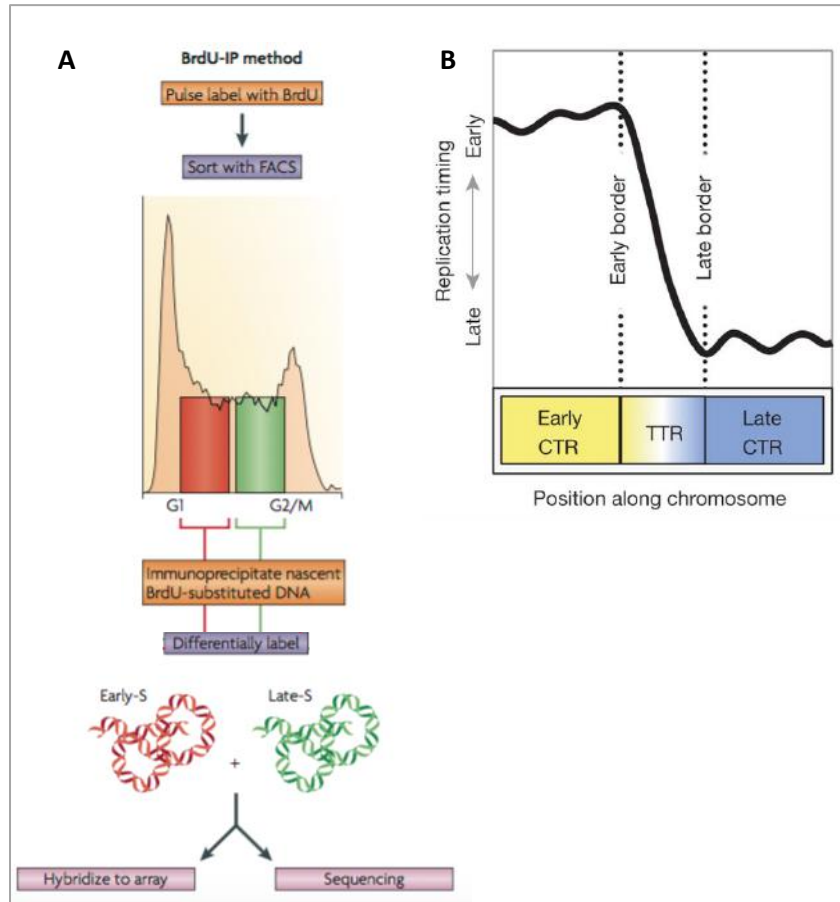 A
BrdU-IP method
Pulse label with BrdU
Sort with FACS
G1
G2/M
Immunoprecipitate nascent
BrdU-substituted DNA
Differentially label
Early-S
Late-S
+
Hybridize to array
Sequencing
B
Replication timing
Early
Late
Early border
Late border
Early
CTR
TTR
Late
CTR
Position along chromosome